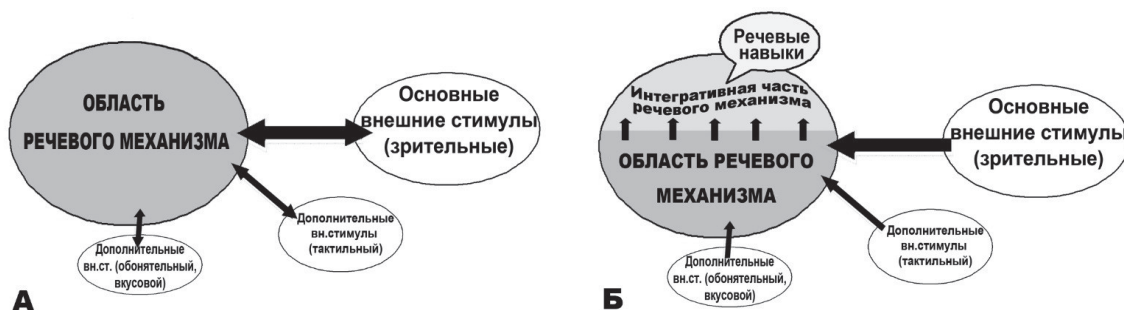 ОБЛАСТЬ
РЕЧЕВОГО МЕХАНИЗМА
Основные
внешние стимулы
(зрительные)
Дополнительные
вн.стимулы
(тактильный)
Дополнительные
вн.ст. (обонятельный,
вкусовой)
А
Речевые
навыки
Интегративная часть
речевого механизма
ОБЛАСТЬ РЕЧЕВОГО
МЕХАНИЗМА
Основные
внешние стимулы
(зрительные)
Дополнительные
вн.стимулы
(тактильный)
Дополнительные
вн.ст. (обонятельный,
вкусовой)
Б